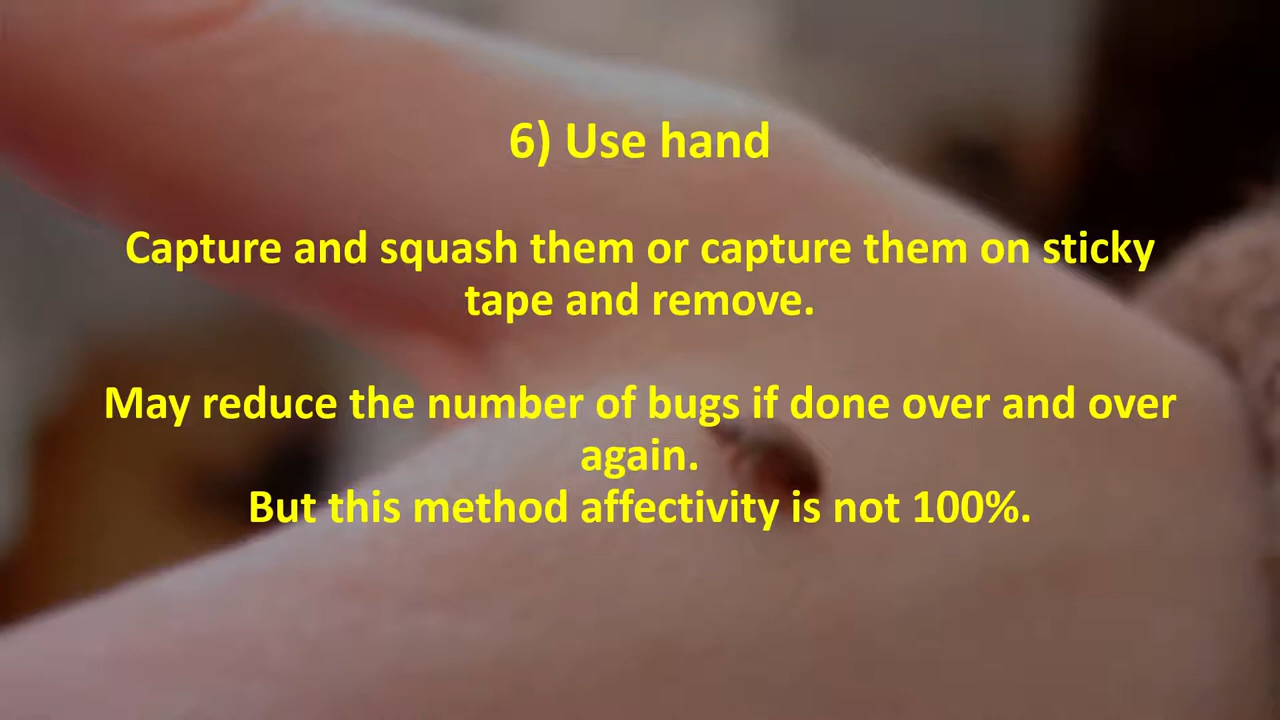 6) Use hand
Capture and squash them or capture them on sticky
tape and remove.
May reduce the number of bugs if done over and over
again.
But this method affectivity is not 100%.